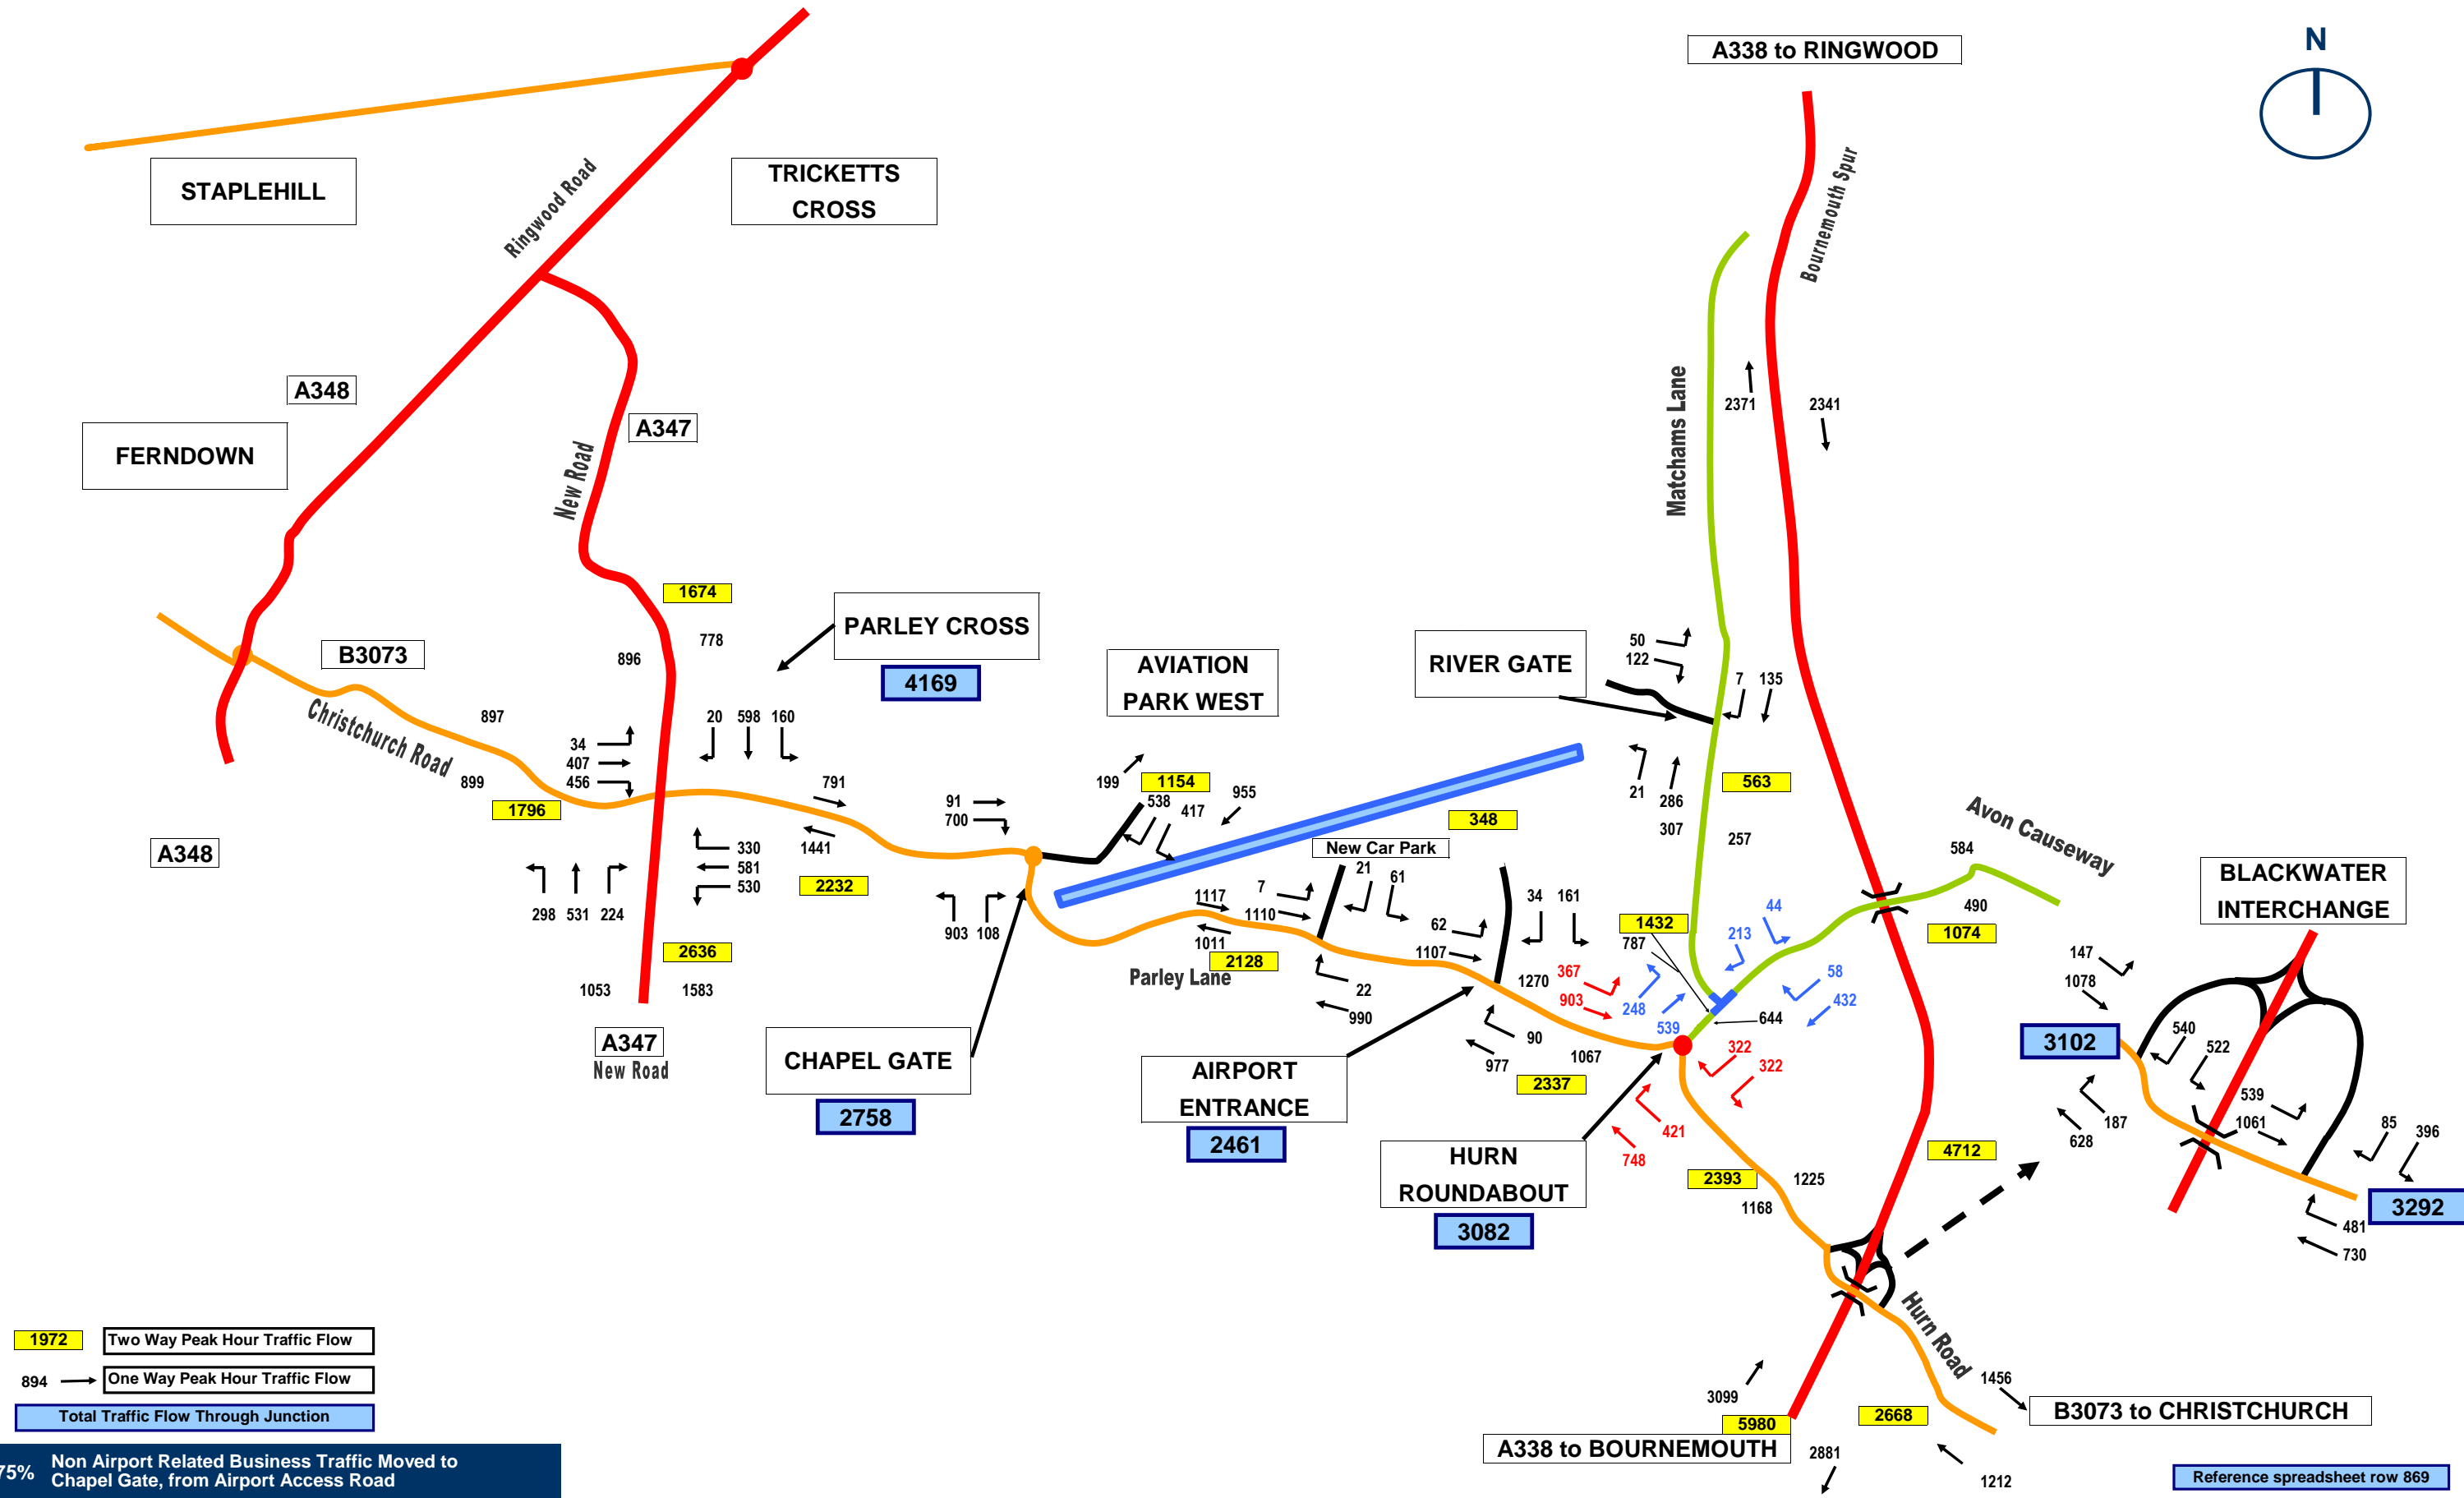 A338 to RINGWOOD
N
STAPLEHILL
TRICKETTS
CROSS
Ringwood Road
Bournemouth Spur
A348
A347
FERNDOWN
New Road
Matchams Lane
2371
2341
1674
778
896
PARLEY CROSS
4169
B3073
Christchurch Road
897
899
1796
34
407
456
20
598
160
791
1441
2232
330
581
530
298
531
224
2636
1053
1583
A347
New Road
A348
AVIATION
PARK WEST
199
1154
538
417
955
91
700
903
108
CHAPEL GATE
2758
1117
1011
2128
Parley Lane
7
1110
New Car Park
348
21
61
22
990
62
1107
34
161
1270
90
977
1067
2337
AIRPORT
ENTRANCE
2461
RIVER GATE
50
122
7
135
21
286
307
257
563
1432
787
213
44
367
903
248
539
58
432
644
322
322
421
748
HURN
ROUNDABOUT
3082
2393
1225
1168
4712
Avon Causeway
584
490
1074
BLACKWATER
INTERCHANGE
147
1078
3102
540
522
539
1061
187
628
85
396
3292
481
730
Hurn Road
1456
B3073 to CHRISTCHURCH
2668
1212
3099
5980
A338 to BOURNEMOUTH
2881
1972 Two Way Peak Hour Traffic Flow
894 One Way Peak Hour Traffic Flow
Total Traffic Flow Through Junction
75% Non Airport Related Business Traffic Moved to
Chapel Gate, from Airport Access Road
Reference spreadsheet row 869